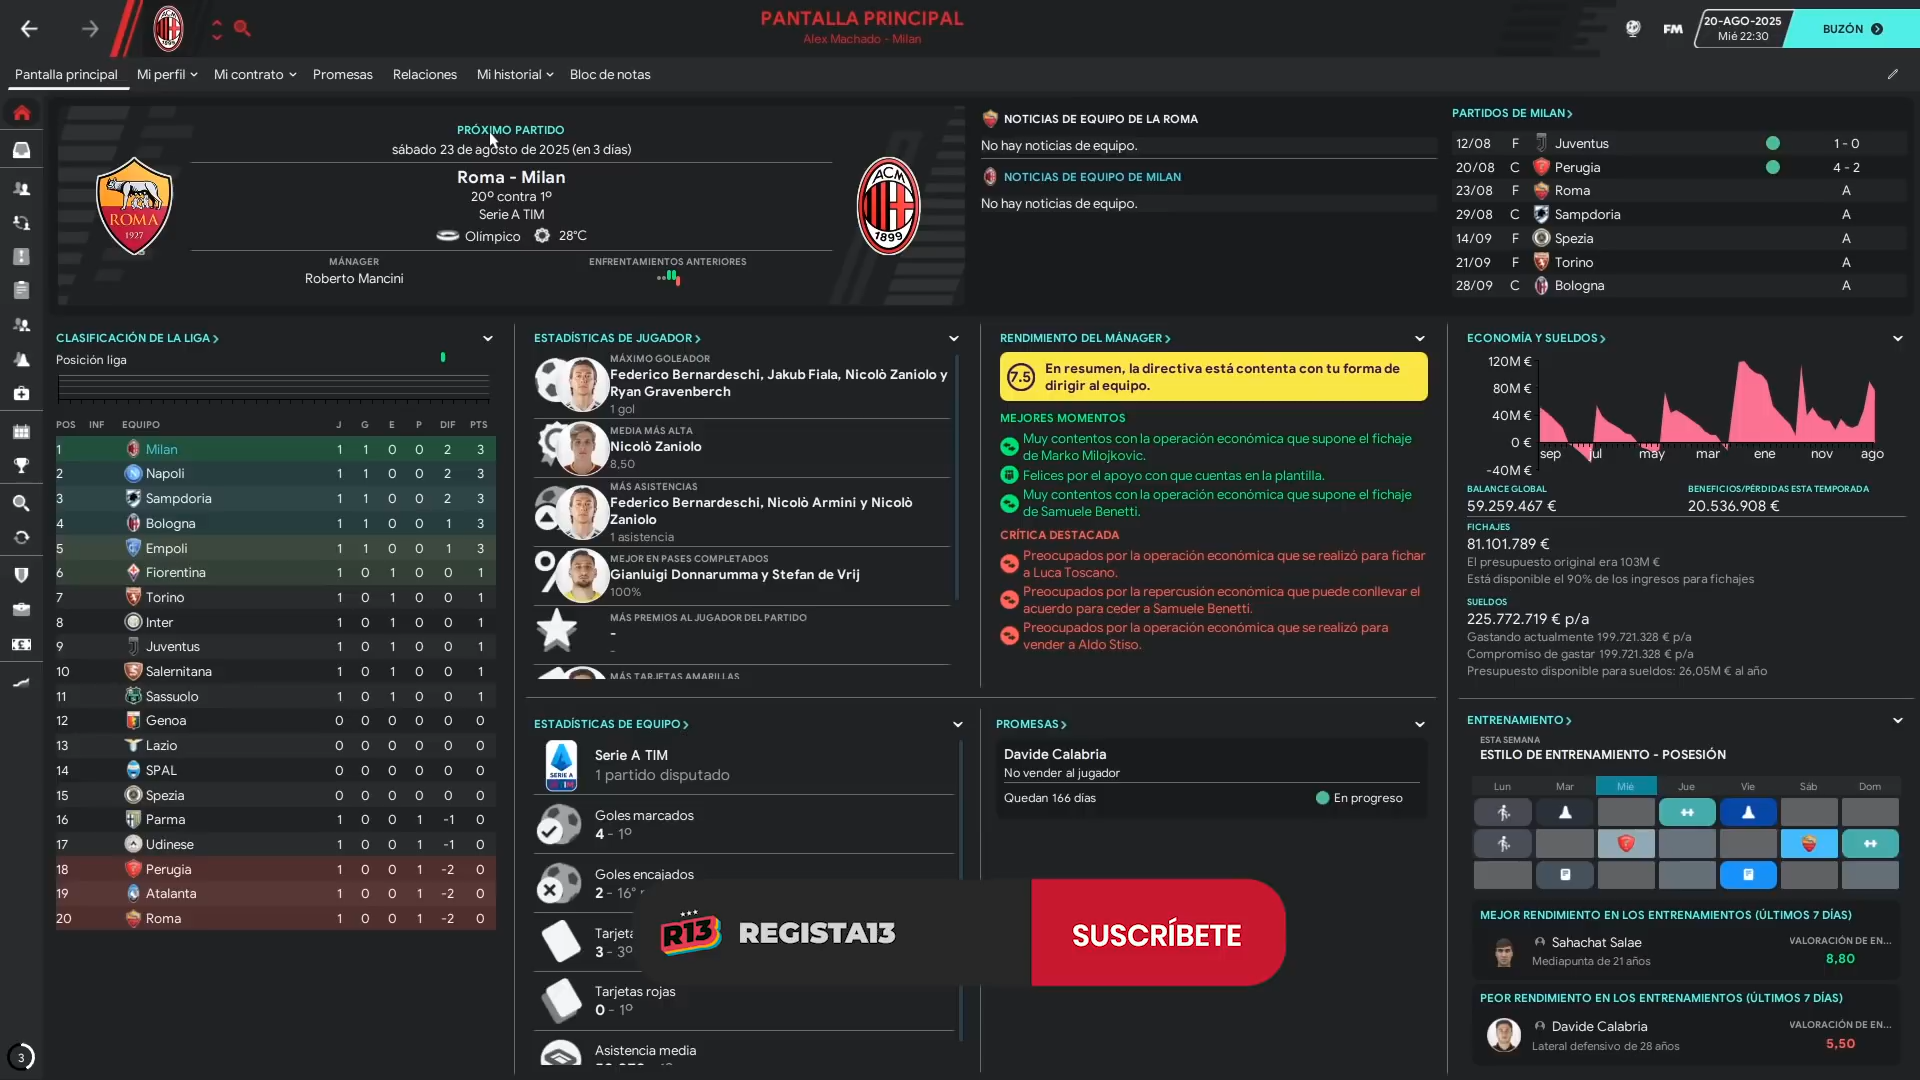 PANTALLA PRINCIPAL
Alex Machado - Milan
FM
20-AGO-2025
Mié 22:30
BUZÓN
Pantalla principal
Mi perfil
Mi contrato
Promesas
Relaciones
Mi historial
Bloc de notas
PRÓXIMO PARTIDO
sábado 23 de agosto de 2025 (en 3 días)
Roma - Milan
20º contra 1º
Serie A TIM
Olímpico 28°C
MÁNAGER
Roberto Mancini
ENFRENTAMIENTOS ANTERIORES
ROMA
1927
ACM
1899
NOTICIAS DE EQUIPO DE LA ROMA
No hay noticias de equipo.
NOTICIAS DE EQUIPO DE MILAN
No hay noticias de equipo.
PARTIDOS DE MILAN
12/08 F Juventus 1 - 0
20/08 C Perugia 4 - 2
23/08 F Roma A
29/08 C Sampdoria A
14/09 F Spezia A
21/09 F Torino A
28/09 C Bologna A
CLASIFICACIÓN DE LA LIGA
Posición liga
POS INF EQUIPO J G E P DIF PTS
1 Milan 1 1 0 0 2 3
2 Napoli 1 1 0 0 2 3
3 Sampdoria 1 1 0 0 2 3
4 Bologna 1 1 0 0 1 3
5 Empoli 1 1 0 0 1 3
6 Fiorentina 1 0 1 0 0 1
7 Torino 1 0 1 0 0 1
8 Inter 1 0 1 0 0 1
9 Juventus 1 0 1 0 0 1
10 Salernitana 1 0 1 0 0 1
11 Sassuolo 1 0 1 0 0 1
12 Genoa 0 0 0 0 0 0
13 Lazio 0 0 0 0 0 0
14 SPAL 0 0 0 0 0 0
15 Spezia 0 0 0 0 0 0
16 Parma 1 0 0 1 -1 0
17 Udinese 1 0 0 1 -1 0
18 Perugia 1 0 0 1 -2 0
19 Atalanta 1 0 0 1 -2 0
20 Roma 1 0 0 1 -2 0
3
ESTADÍSTICAS DE JUGADOR
MÁXIMO GOLEADOR
Federico Bernardeschi, Jakub Fiala, Nicolò Zaniolo y
Ryan Gravenberch
1 gol
MEDIA MÁS ALTA
Nicolò Zaniolo
8,50
MÁS ASISTENCIAS
Federico Bernardeschi, Nicolò Armini y Nicolò
Zaniolo
1 asistencia
MEJOR EN PASES COMPLETADOS
Gianluigi Donnarumma y Stefan de Vrij
100%
MÁS PREMIOS AL JUGADOR DEL PARTIDO
-
-
MÁS TARJETAS AMARILLAS
RENDIMIENTO DEL MÁNAGER
7.5
En resumen, la directiva está contenta con tu forma de
dirigir al equipo.
MEJORES MOMENTOS
Muy contentos con la operación económica que supone el fichaje
de Marko Milojkovic.
Felices por el apoyo con que cuentas en la plantilla.
Muy contentos con la operación económica que supone el fichaje
de Samuele Benetti.
CRÍTICA DESTACADA
Preocupados por la operación económica que se realizó para fichar
a Luca Toscano.
Preocupados por la repercusión económica que puede conllevar el
acuerdo para ceder a Samuele Benetti.
Preocupados por la operación económica que se realizó para
vender a Aldo Stiso.
ECONOMÍA Y SUELDOS
120M €
80M €
40M €
0 €
-40M €
sep jul may mar ene nov ago
BALANCE GLOBAL
59.259.467 €
BENEFICIOS/PÉRDIDAS ESTA TEMPORADA
20.536.908 €
FICHAJES
81.101.789 €
El presupuesto original era 103M €
Está disponible el 90% de los ingresos para fichajes
SUELDOS
225.772.719 € p/a
Gastando actualmente 199.721.328 € p/a
Compromiso de gastar 199.721.328 € p/a
Presupuesto disponible para sueldos: 26,05M € al año
ESTADÍSTICAS DE EQUIPO
SERIE A
TIM
Serie A TIM
1 partido disputado
Goles marcados
4 - 1º
Goles encajados
2 - 16º
Tarjeta
3 - 3º
Tarjetas rojas
0 - 1º
Asistencia media
PROMESAS
Davide Calabria
No vender al jugador
Quedan 166 días
En progreso
R13
REGISTA13
SUSCRÍBETE
ENTRENAMIENTO
ESTA SEMANA
ESTILO DE ENTRENAMIENTO - POSESIÓN
Lun Mar Mié Jue Vie Sáb Dom
MEJOR RENDIMIENTO EN LOS ENTRENAMIENTOS (ÚLTIMOS 7 DÍAS)
Sahachat Salae
Mediapunta de 21 años
VALORACIÓN DE EN...
8,80
PEOR RENDIMIENTO EN LOS ENTRENAMIENTOS (ÚLTIMOS 7 DÍAS)
Davide Calabria
Lateral defensivo de 28 años
VALORACIÓN DE EN...
5,50